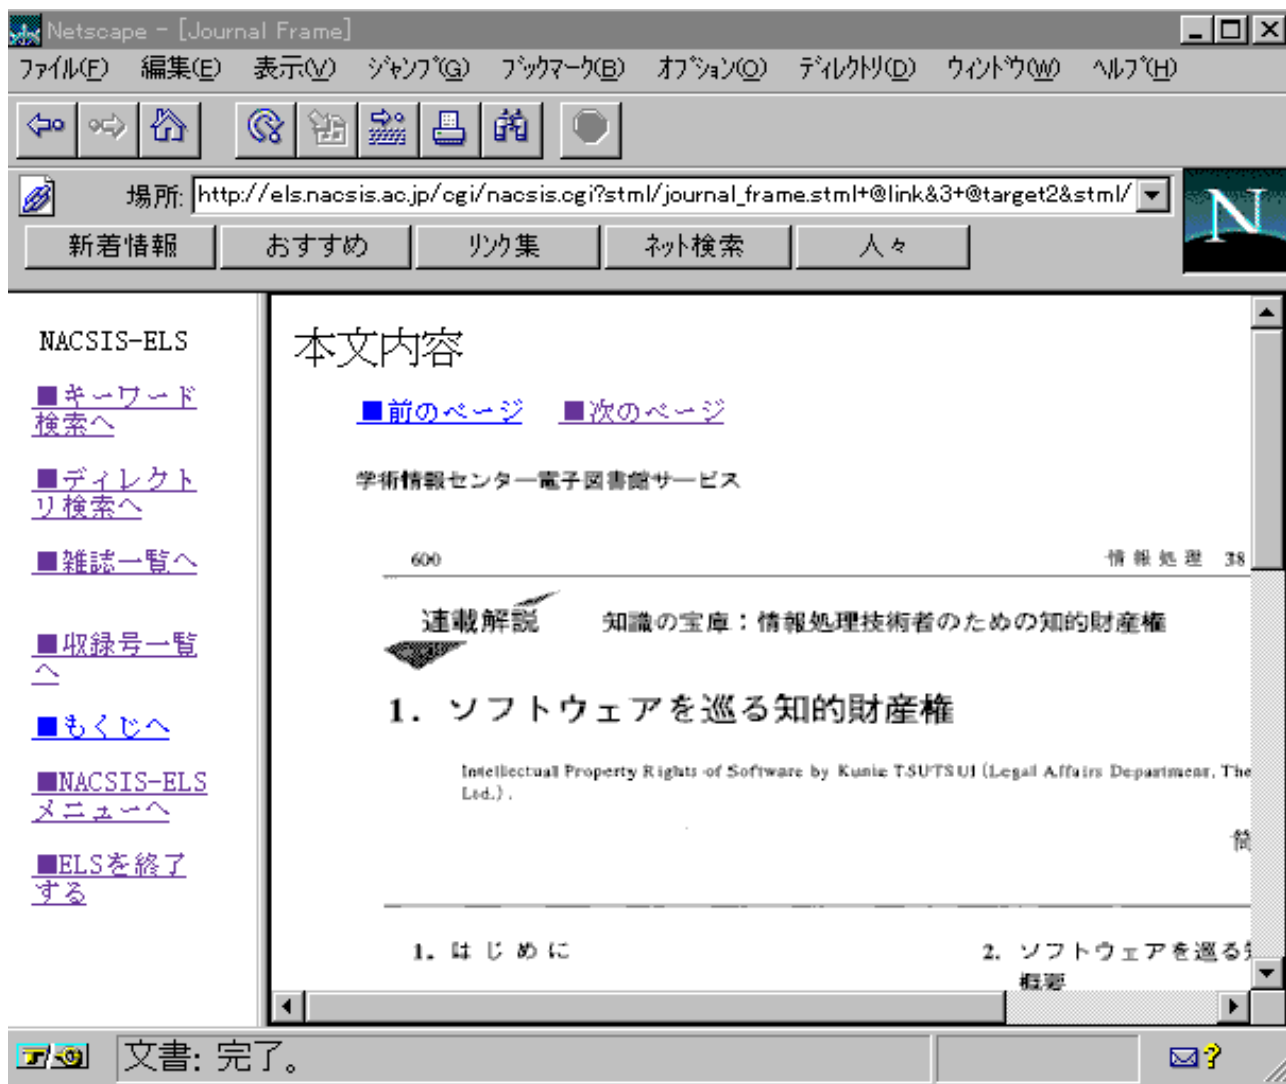 Netscape - [Journal Frame]
ファイル(F) 編集(E) 表示(V) ジャンプ(G) ブックマーク(B) オプション(O) ディレクトリ(D) ウィンドウ(W) ヘルプ(H)
場所: http://els.nacsis.ac.jp/cgi/nacsis.cgi?stml/journal_frame.stml+@link&3+@target2&stml/
N
新着情報 おすすめ リンク集 ネット検索 人々
NACSIS-ELS
■キーワード
検索へ
■ディレクト
リ検索へ
■雑誌一覧へ
■収録号一覧
へ
■もくじへ
■NACSIS-ELS
メニューへ
■ELSを終了
する
本文内容
■前のページ ■次のページ
学術情報センター電子図書館サービス
600 情報処理 38
連載解説 知識の宝庫：情報処理技術者のための知的財産権
1. ソフトウェアを巡る知的財産権
Intellectual Property Rights of Software by Kunie TSUTSUI (Legal Affairs Department, The
Ltd.) .
1. はじめに
2. ソフトウェアを巡る
概要
文書: 完了。
?